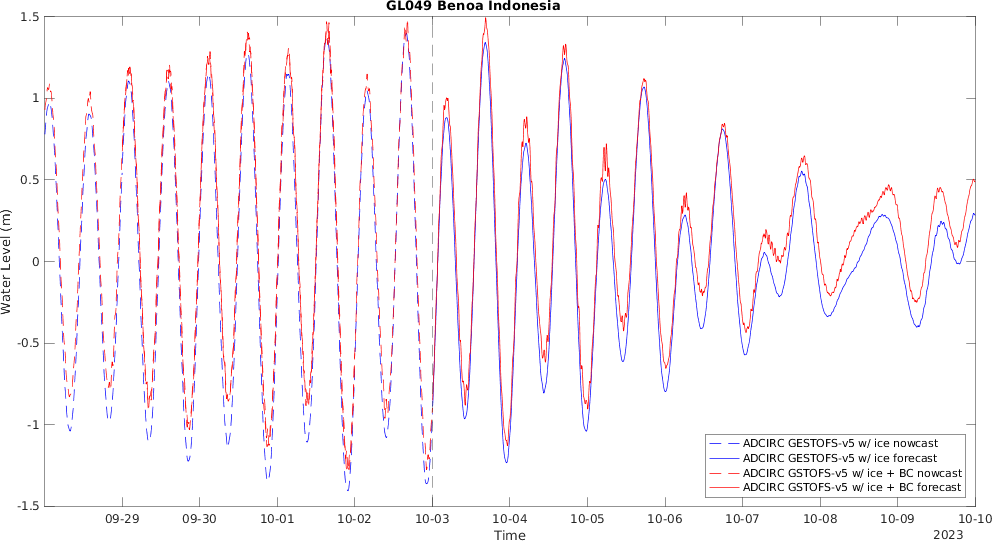 GL049 Benoa Indonesia
1.5
1
0.5
0
-0.5
-1
-1.5
Water Level (m)
ADCIRC GESTOFS-v5 w/ ice nowcast
ADCIRC GESTOFS-v5 w/ ice forecast
ADCIRC GSTOFS-v5 w/ ice + BC nowcast
ADCIRC GSTOFS-v5 w/ ice + BC forecast
09-29 09-30 10-01 10-02 10-03 10-04 10-05 10-06 10-07 10-08 10-09 10-10
Time
2023